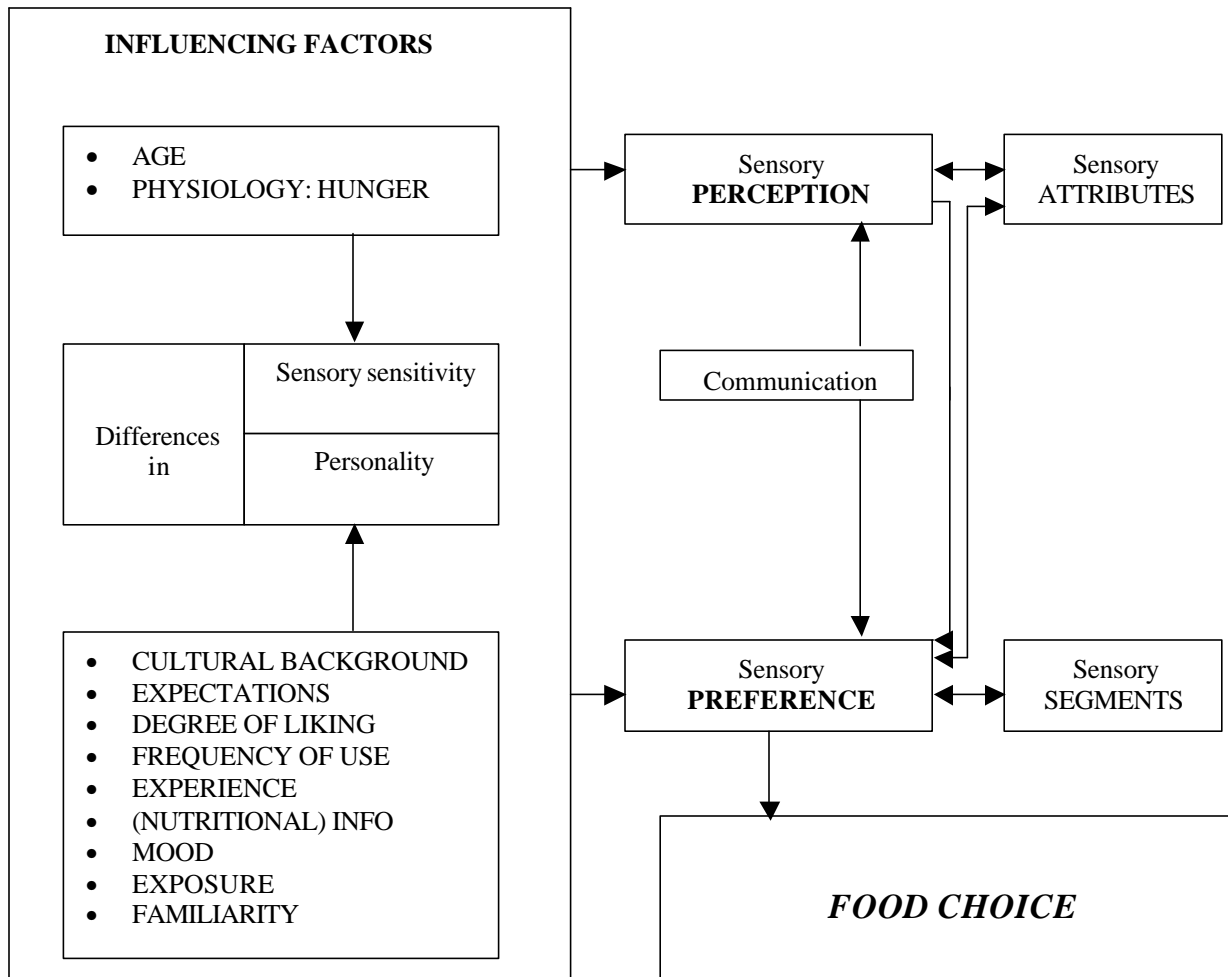 INFLUENCING FACTORS
• AGE
• PHYSIOLOGY: HUNGER
Differences
in
Sensory sensitivity
Personality
• CULTURAL BACKGROUND
• EXPECTATIONS
• DEGREE OF LIKING
• FREQUENCY OF USE
• EXPERIENCE
• (NUTRITIONAL) INFO
• MOOD
• EXPOSURE
• FAMILIARITY
Sensory
PERCEPTION
Sensory
ATTRIBUTES
Communication
Sensory
PREFERENCE
Sensory
SEGMENTS
FOOD CHOICE